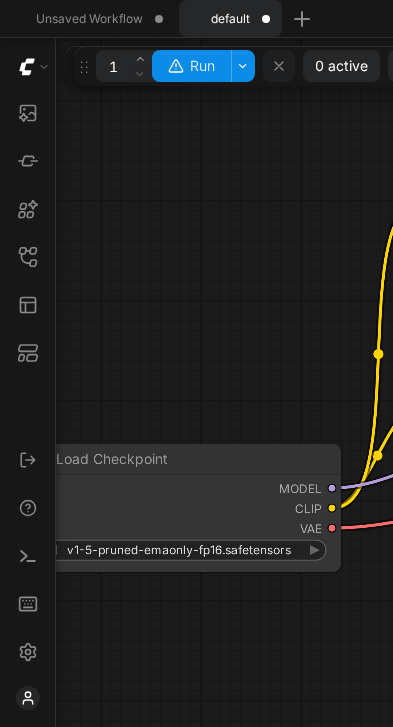 Unsaved Workflow
default
1
Run
0 active
Load Checkpoint
MODEL
CLIP
VAE
v1-5-pruned-emaonly-fp16.safetensors